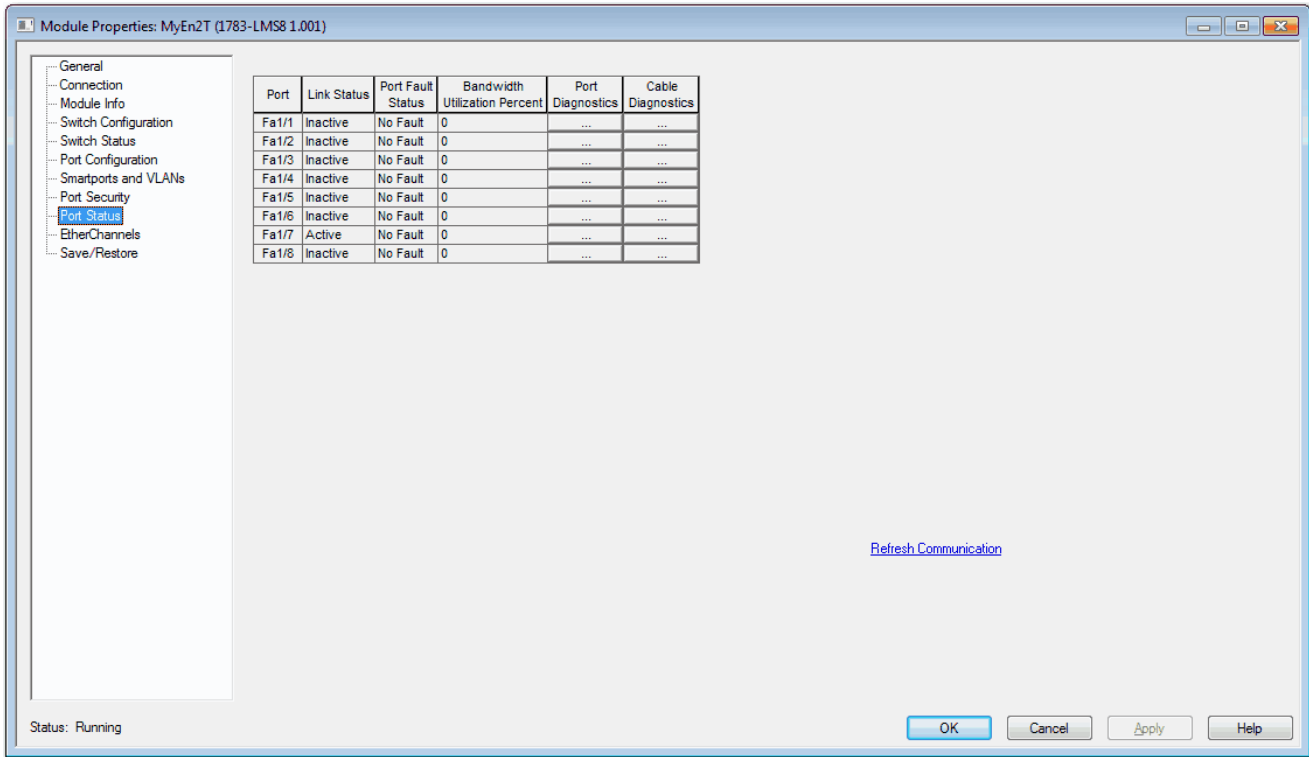 Module Properties: MyEn2T (1783-LMS8 1.001)
General
Connection
Module Info
Switch Configuration
Switch Status
Port Configuration
Smartports and VLANs
Port Security
Port Status
EtherChannels
Save/Restore
Port Link Status Port Fault Status Bandwidth Utilization Percent Port Diagnostics Cable Diagnostics
Fa1/1 Inactive No Fault 0 ... ...
Fa1/2 Inactive No Fault 0 ... ...
Fa1/3 Inactive No Fault 0 ... ...
Fa1/4 Inactive No Fault 0 ... ...
Fa1/5 Inactive No Fault 0 ... ...
Fa1/6 Inactive No Fault 0 ... ...
Fa1/7 Active No Fault 0 ... ...
Fa1/8 Inactive No Fault 0 ... ...
Refresh Communication
Status: Running
OK Cancel Apply Help